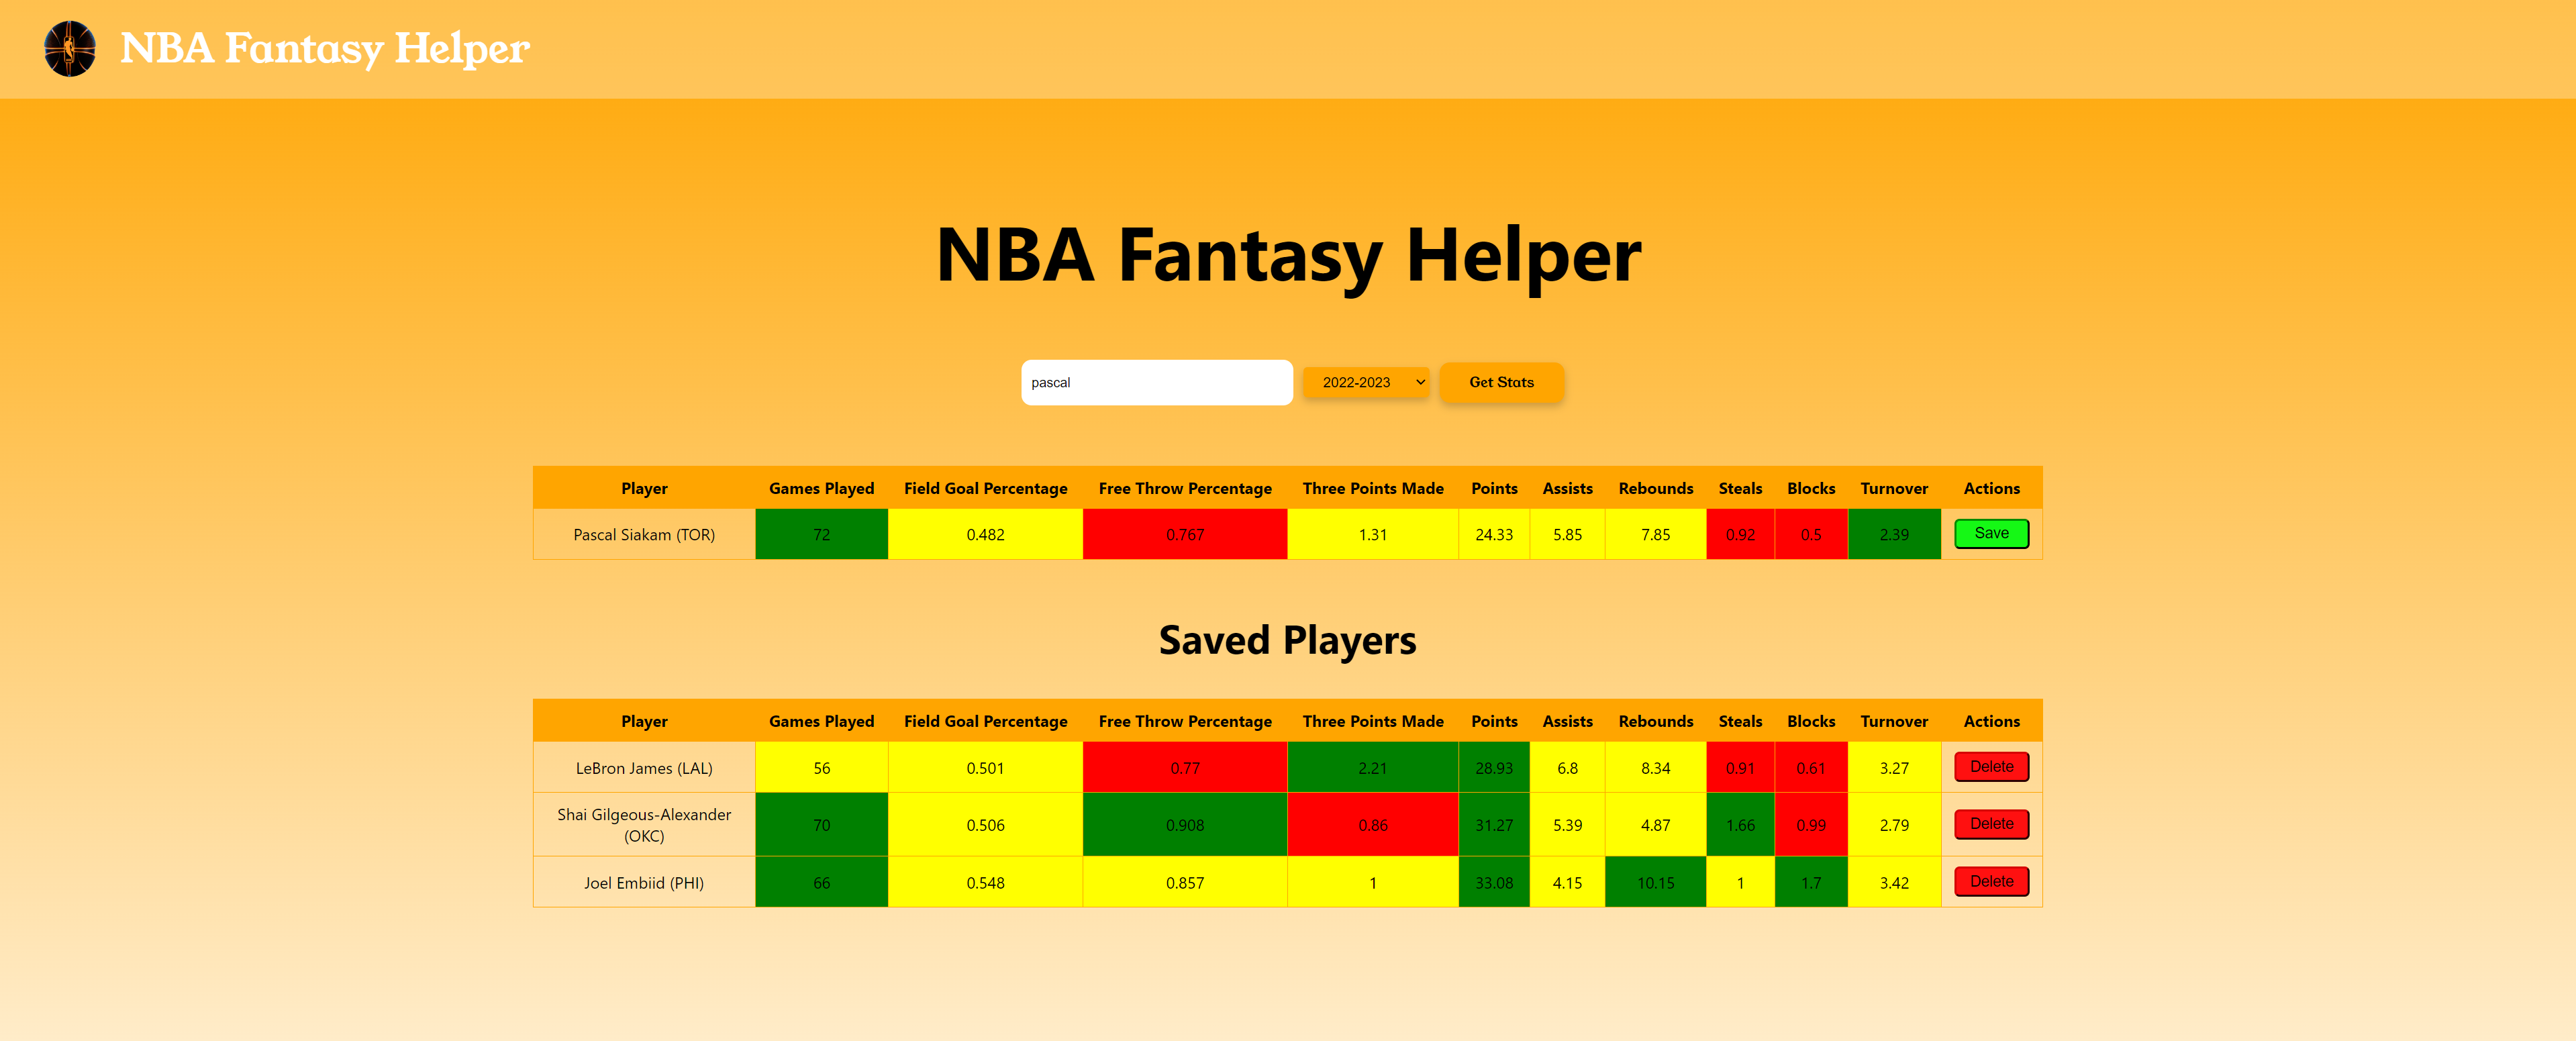 NBA Fantasy Helper
NBA Fantasy Helper
pascal 2022-2023 Get Stats
Player Games Played Field Goal Percentage Free Throw Percentage Three Points Made Points Assists Rebounds Steals Blocks Turnover Actions
Pascal Siakam (TOR) 72 0.482 0.767 1.31 24.33 5.85 7.85 0.92 0.5 2.39 Save
Saved Players
Player Games Played Field Goal Percentage Free Throw Percentage Three Points Made Points Assists Rebounds Steals Blocks Turnover Actions
LeBron James (LAL) 56 0.501 0.77 2.21 28.93 6.8 8.34 0.91 0.61 3.27 Delete
Shai Gilgeous-Alexander
(OKC) 70 0.506 0.908 0.86 31.27 5.39 4.87 1.66 0.99 2.79 Delete
Joel Embiid (PHI) 66 0.548 0.857 1 33.08 4.15 10.15 1 1.7 3.42 Delete